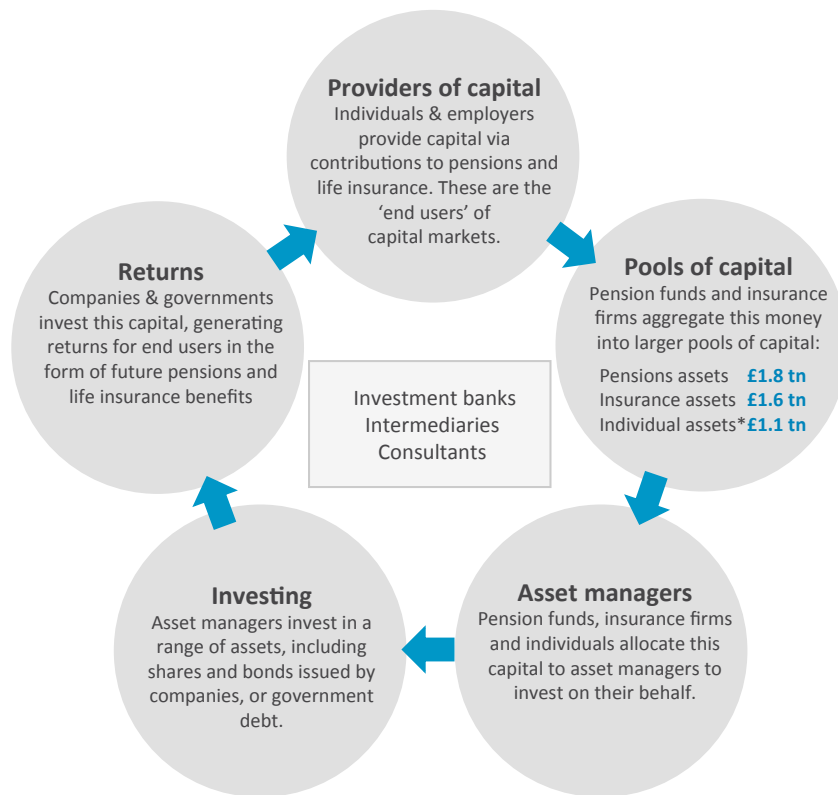 Providers of capital
Individuals & employers
provide capital via
contributions to pensions and
life insurance. These are the
‘end users’ of
capital markets.
Pools of capital
Pension funds and insurance
firms aggregate this money
into larger pools of capital:
Pensions assets £1.8 tn
Insurance assets £1.6 tn
Individual assets* £1.1 tn
Asset managers
Pension funds, insurance firms
and individuals allocate this
capital to asset managers to
invest on their behalf.
Investing
Asset managers invest in a
range of assets, including
shares and bonds issued by
companies, or government
debt.
Returns
Companies & governments
invest this capital, generating
returns for end users in the
form of future pensions and
life insurance benefits
Investment banks
Intermediaries
Consultants